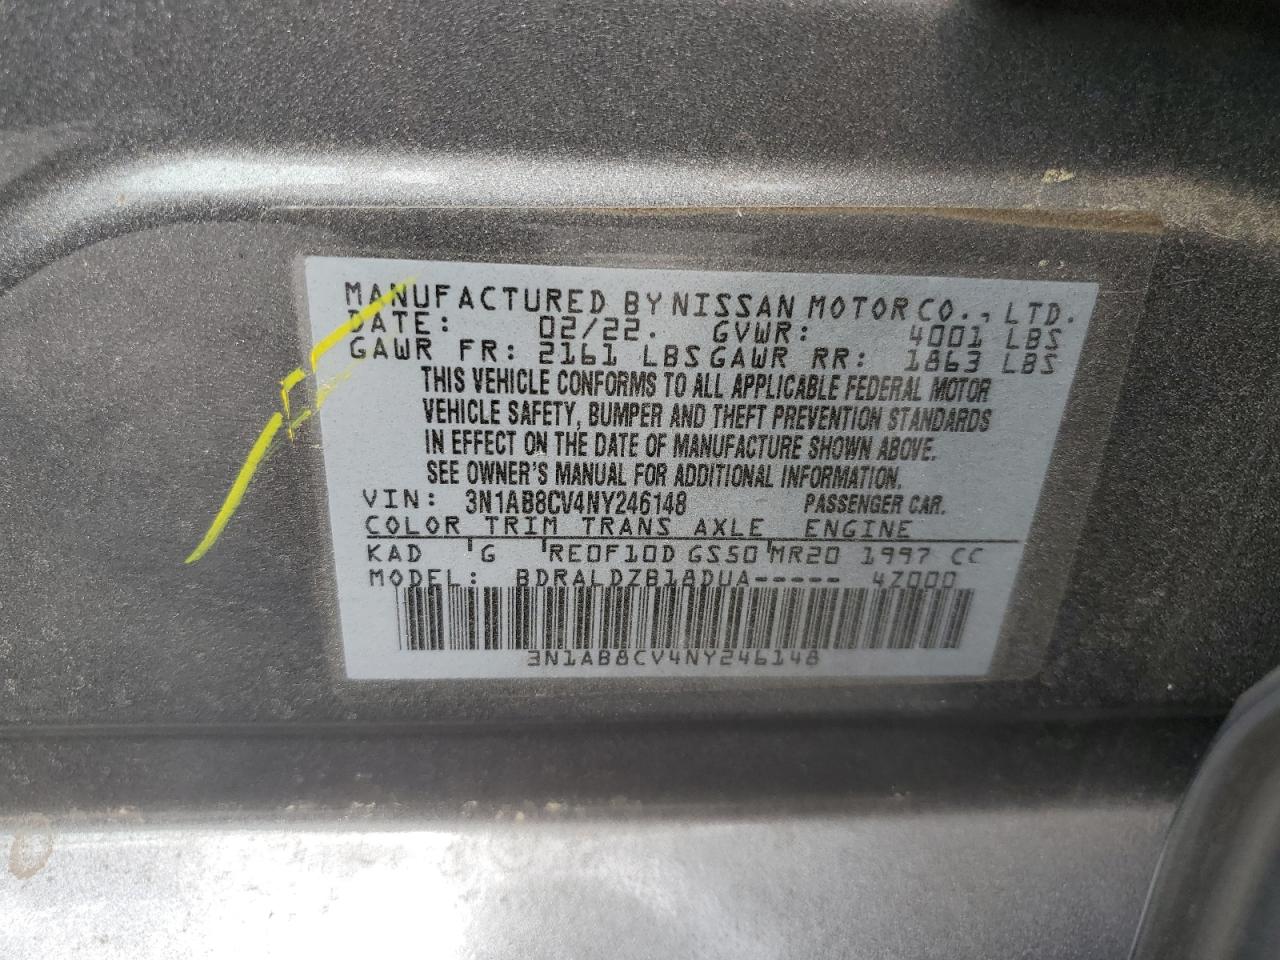 MANUFACTURED BY NISSAN MOTOR CO., LTD.
DATE: 02/22. GVWR: 4001 LBS
GAWR FR: 2161 LBS GAWR RR: 1863 LBS
THIS VEHICLE CONFORMS TO ALL APPLICABLE FEDERAL MOTOR
VEHICLE SAFETY, BUMPER AND THEFT PREVENTION STANDARDS
IN EFFECT ON THE DATE OF MANUFACTURE SHOWN ABOVE.
SEE OWNER'S MANUAL FOR ADDITIONAL INFORMATION.
VIN: 3N1AB8CV4NY246148 PASSENGER CAR.
COLOR TRIM TRANS AXLE ENGINE
KAD G RE0F10D GS50 MR20 1997 CC
MODEL: BDRALDZB18DUA----- 4Z000
3N1AB8CV4NY246148